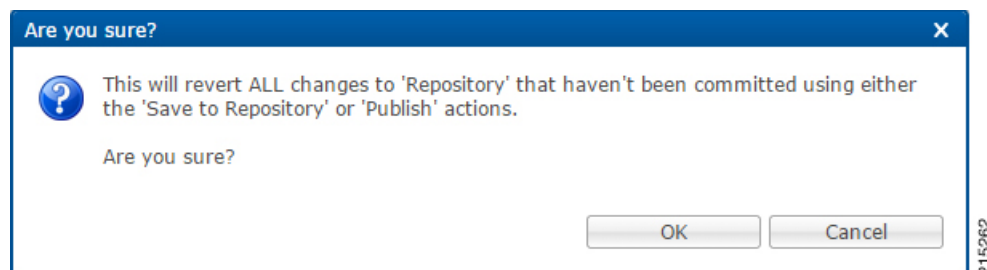 Are you sure?
X
This will revert ALL changes to 'Repository' that haven't been committed using either
the 'Save to Repository' or 'Publish' actions.
Are you sure?
OK
Cancel
215262